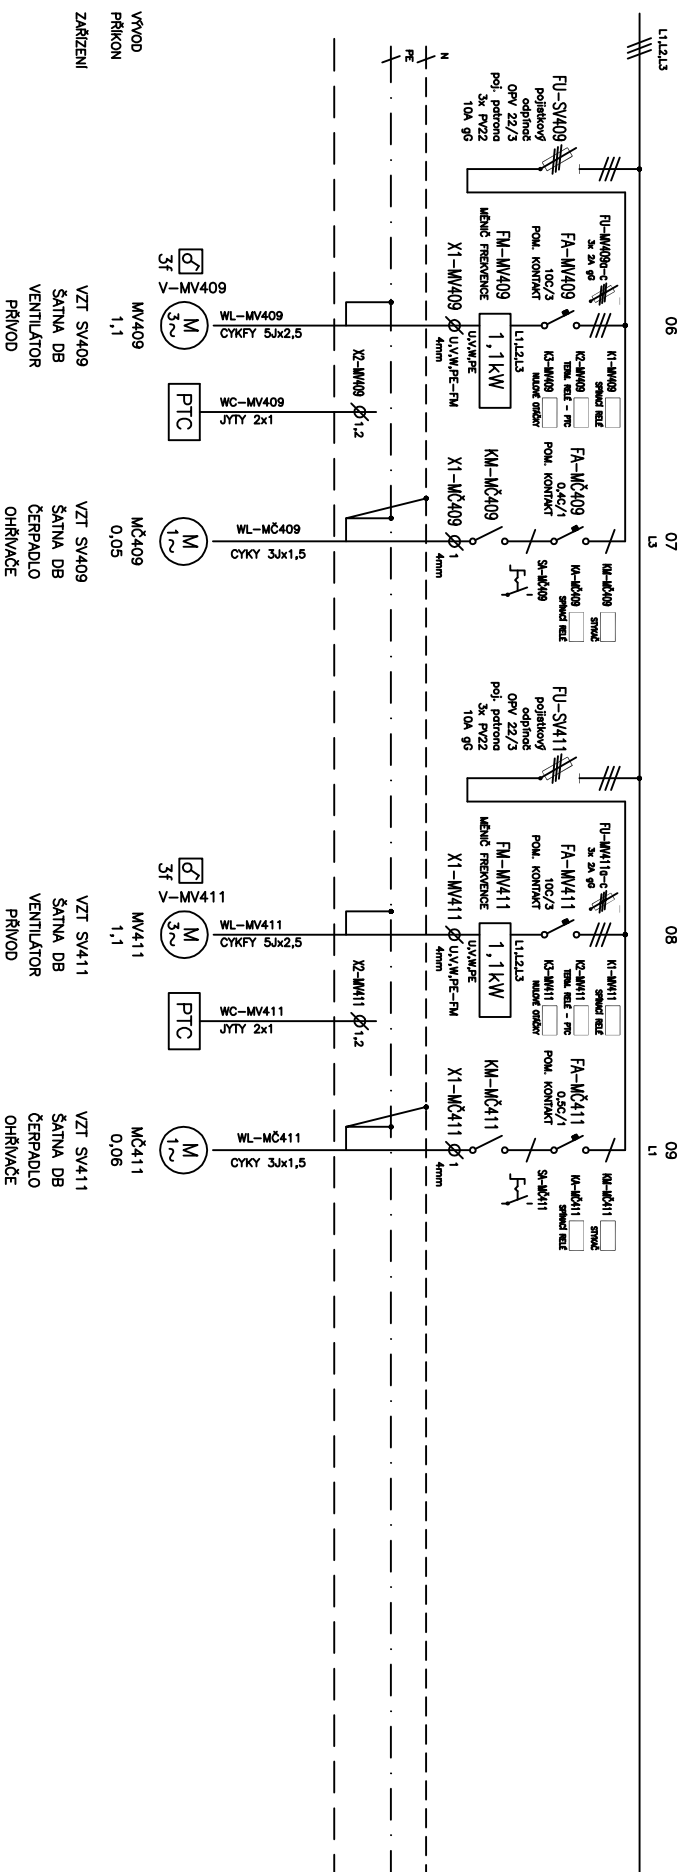 L1,L2,L3
06
07
L3
08
09
L1
FU-SV409
pojistkový
odpínač
OPV 22/3
poj. patrona
3x PV22
10A gG
FU-MV409a-c
3x 2A gG
FA-MV409
10C/3
POM. KONTAKT
K1-MV409
SPÍNACÍ RELÉ
K2-MV409
TERM. RELÉ - PTC
K3-MV409
NULOVÉ OTÁČKY
FM-MV409
MĚNIČ FREKVENCE
L1,L2,L3
1,1kW
U,V,W,PE
X1-MV409
U,V,W,PE-FM
4mm
FA-MČ409
0,4C/1
POM. KONTAKT
KM-MČ409
STYKAČ
KA-MČ409
SPÍNACÍ RELÉ
SA-MČ409
KM-MČ409
X1-MČ409
1
4mm
FU-SV411
pojistkový
odpínač
OPV 22/3
poj. patrona
3x PV22
10A gG
FU-MV411a-c
3x 2A gG
FA-MV411
10C/3
POM. KONTAKT
K1-MV411
SPÍNACÍ RELÉ
K2-MV411
TERM. RELÉ - PTC
K3-MV411
NULOVÉ OTÁČKY
FM-MV411
MĚNIČ FREKVENCE
L1,L2,L3
1,1kW
U,V,W,PE
X1-MV411
U,V,W,PE-FM
4mm
FA-MČ411
0,5C/1
POM. KONTAKT
KM-MČ411
STYKAČ
KA-MČ411
SPÍNACÍ RELÉ
SA-MČ411
KM-MČ411
X1-MČ411
1
4mm
N
PE
X2-MV409
1,2
X2-MV411
1,2
WL-MV409
CYKFY 5Jx2,5
WC-MV409
JYTY 2x1
WL-MČ409
CYKY 3Jx1,5
WL-MV411
CYKFY 5Jx2,5
WC-MV411
JYTY 2x1
WL-MČ411
CYKY 3Jx1,5
V-MV409
3f
M
3~
PTC
M
1~
V-MV411
3f
M
3~
PTC
M
1~
VÝVOD
MV409
MČ409
MV411
MČ411
PŘÍKON
1,1
0,05
1,1
0,06
ZAŘÍZENÍ
VZT SV409
ŠATNA DB
VENTILÁTOR
PŘÍVOD
VZT SV409
ŠATNA DB
ČERPADLO
OHŘÍVAČE
VZT SV411
ŠATNA DB
VENTILÁTOR
PŘÍVOD
VZT SV411
ŠATNA DB
ČERPADLO
OHŘÍVAČE